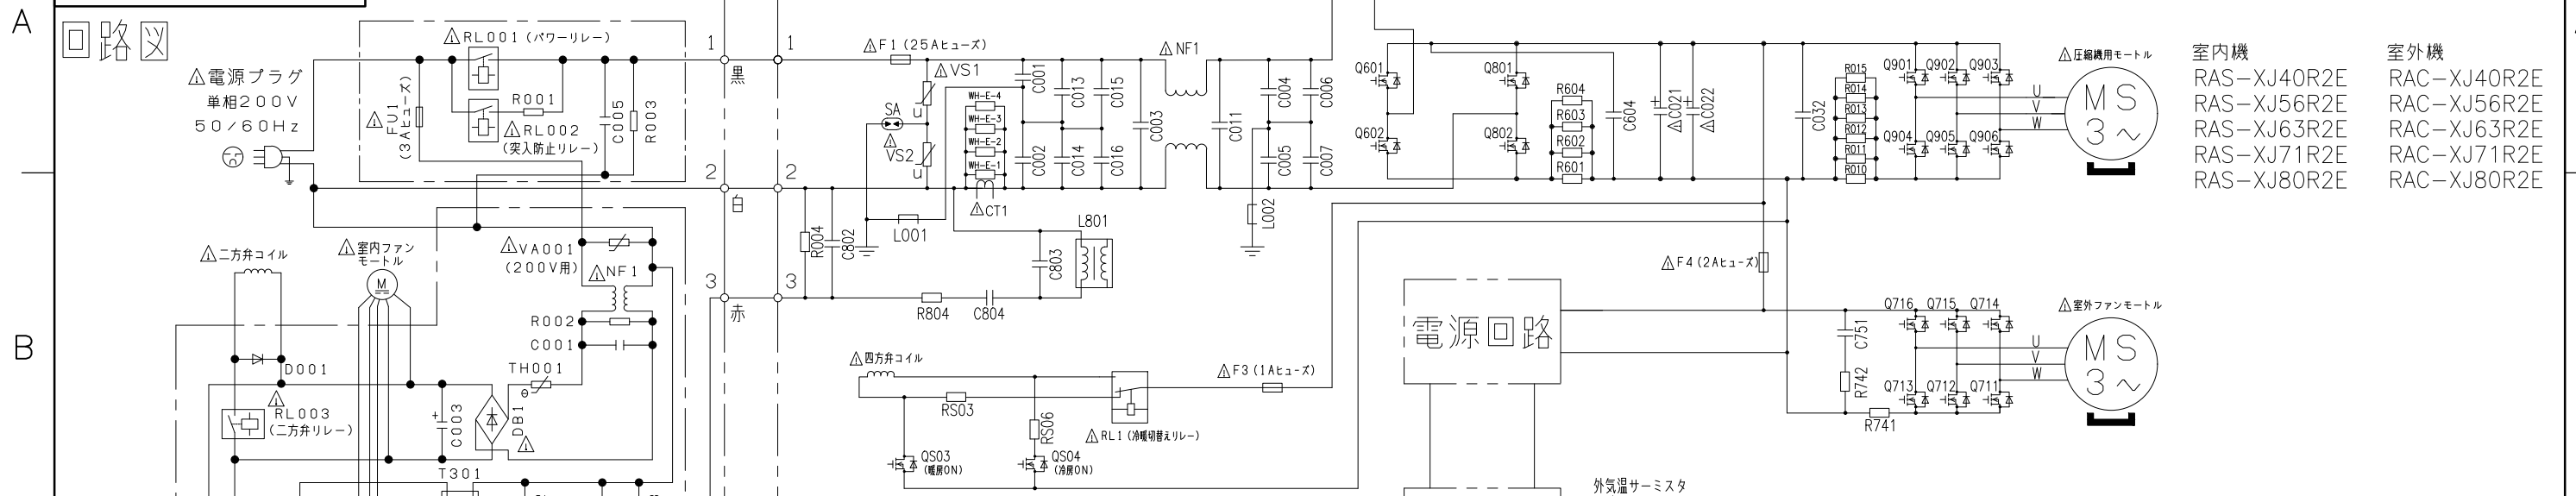 A
回路図
⚠RL001(パワーリレー)
⚠電源プラグ
単相200V
50/60Hz
⚠FU1
(3Aヒューズ)
R001
⚠RL002
(突入防止リレー)
C005
R003
1
1
黒
2
2
白
3
3
赤
⚠F1(25Aヒューズ)
⚠VS1
u
SA
⚠
VS2
u
WH-E-4
WH-E-3
WH-E-2
WH-E-1
⚠CT1
L001
C001
C002
C013
C014
C015
C016
C003
⚠NF1
C011
C004
C005
C006
C007
L002
R004
C802
C803
L801
R804
C804
Q601
Q602
Q801
Q802
R604
R603
R602
R601
C604
+
⚠C021
+
⚠C022
C032
R015
R014
R013
R012
R011
R010
Q901
Q902
Q903
Q904
Q905
Q906
U
V
W
⚠圧縮機用モートル
MS
3～
室内機 室外機
RAS-XJ40R2E RAC-XJ40R2E
RAS-XJ56R2E RAC-XJ56R2E
RAS-XJ63R2E RAC-XJ63R2E
RAS-XJ71R2E RAC-XJ71R2E
RAS-XJ80R2E RAC-XJ80R2E
B
⚠二方弁コイル
⚠室内ファン
モートル
M
⚠VA001
(200V用)
⚠NF1
R002
C001
TH001
θ
D001
⚠
RL003
(二方弁リレー)
+
C003
DB1
⚠
T301
⚠四方弁コイル
RS03
RS06
QS03
(暖房ON)
QS04
(冷房ON)
⚠RL1(冷暖切替えリレー)
⚠F3(1Aヒューズ)
⚠F4(2Aヒューズ)
電源回路
C751
R742
R741
Q716
Q715
Q714
Q713
Q712
Q711
U
V
W
⚠室外ファンモートル
MS
3～
外気温サーミスタ